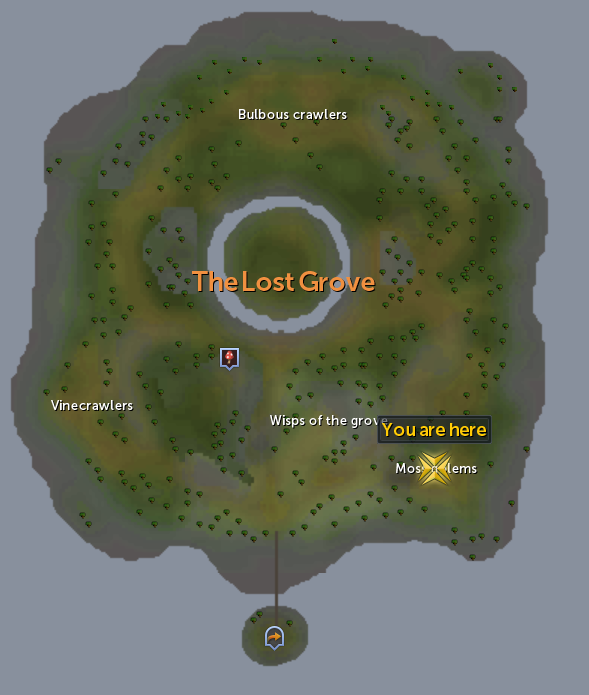 Bulbous crawlers
The Lost Grove
Vinecrawlers
Wisps of the grove
You are here